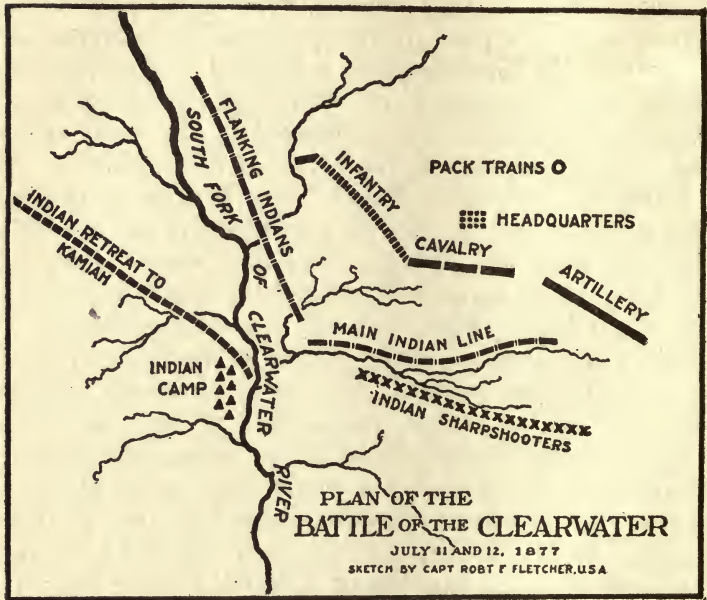 FLANKING INDIANS
SOUTH FORK
OF CLEARWATER
RIVER
INFANTRY
PACK TRAINS
HEADQUARTERS
CAVALRY
ARTILLERY
INDIAN RETREAT TO
KAMIAH
MAIN INDIAN LINE
INDIAN
CAMP
INDIAN SHARPSHOOTERS
PLAN OF THE
BATTLE OF THE CLEARWATER
JULY 11 AND 12, 1877
SKETCH BY CAPT ROBT F FLETCHER, U.S.A